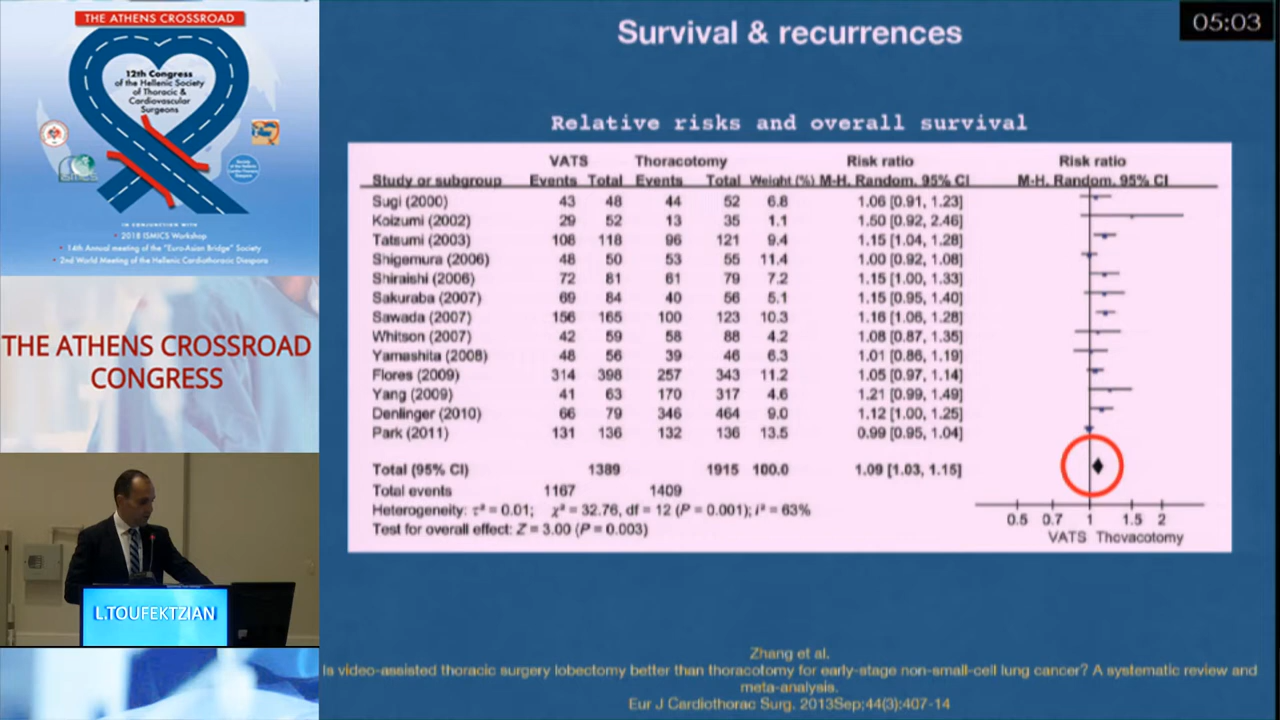 THE ATHENS CROSSROAD
12th Congress
of the Hellenic Society
of Thoracic &
Cardiovascular
Surgeons
IN CONJUNCTION WITH
• 2018 ISMICS Workshop
• 14th Annual meeting of the "Euro-Asian Bridge" Society
• 2nd World Meeting of the Hellenic Cardiothoracic Diaspora
THE ATHENS CROSSROAD
CONGRESS
L.TOUFEKTZIAN
05:03
Survival & recurrences
Relative risks and overall survival
VATS Thoracotomy Risk ratio Risk ratio
Study or subgroup Events Total Events Total Weight (%) M-H, Random, 95% CI M-H, Random, 95% CI
Sugi (2000) 43 48 44 52 6.8 1.06 [0.91, 1.23]
Koizumi (2002) 29 52 13 35 1.1 1.50 [0.92, 2.46]
Tatsumi (2003) 108 118 96 121 9.4 1.15 [1.04, 1.28]
Shigemura (2006) 48 50 53 55 11.4 1.00 [0.92, 1.08]
Shiraishi (2006) 72 81 61 79 7.2 1.15 [1.00, 1.33]
Sakuraba (2007) 69 84 40 56 5.1 1.15 [0.95, 1.40]
Sawada (2007) 156 165 100 123 10.3 1.16 [1.06, 1.28]
Whitson (2007) 42 59 58 88 4.2 1.08 [0.87, 1.35]
Yamashita (2008) 48 56 39 46 6.3 1.01 [0.86, 1.19]
Flores (2009) 314 398 257 343 11.2 1.05 [0.97, 1.14]
Yang (2009) 41 63 170 317 4.6 1.21 [0.99, 1.49]
Denlinger (2010) 66 79 346 464 9.0 1.12 [1.00, 1.25]
Park (2011) 131 136 132 136 13.5 0.99 [0.95, 1.04]
Total (95% CI) 1389 1915 100.0 1.09 [1.03, 1.15]
Total events 1167 1409
Heterogeneity: τ² = 0.01; χ² = 32.76, df = 12 (P = 0.001); I² = 63%
Test for overall effect: Z = 3.00 (P = 0.003)
0.5 0.7 1 1.5 2
VATS Thovacotomy
Zhang et al.
Is video-assisted thoracic surgery lobectomy better than thoracotomy for early-stage non-small-cell lung cancer? A systematic review and
meta-analysis.
Eur J Cardiothorac Surg. 2013Sep;44(3):407-14